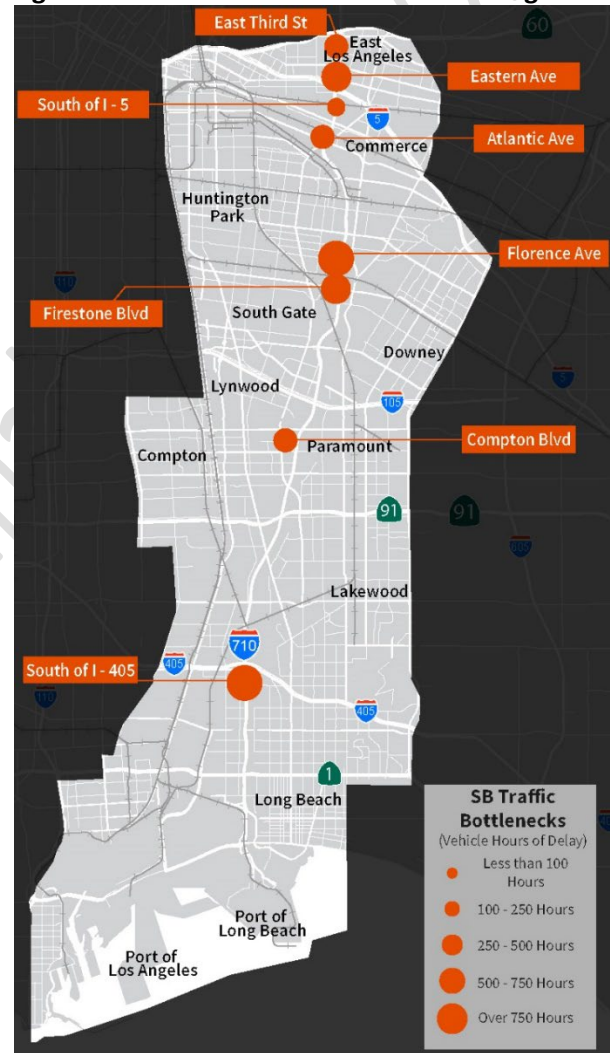 East Third St
60
East
Los Angeles
Eastern Ave
South of I - 5
5
Atlantic Ave
Commerce
Huntington
Park
Florence Ave
110
Firestone Blvd
South Gate
Downey
5
Lynwood
105
Compton Blvd
Compton
Paramount
91
91
605
Lakewood
710
405
South of I - 405
110
405
1
Long Beach
SB Traffic
Bottlenecks
(Vehicle Hours of Delay)
Less than 100
Hours
100 - 250 Hours
250 - 500 Hours
500 - 750 Hours
Over 750 Hours
Port of
Long Beach
Port of
Los Angeles